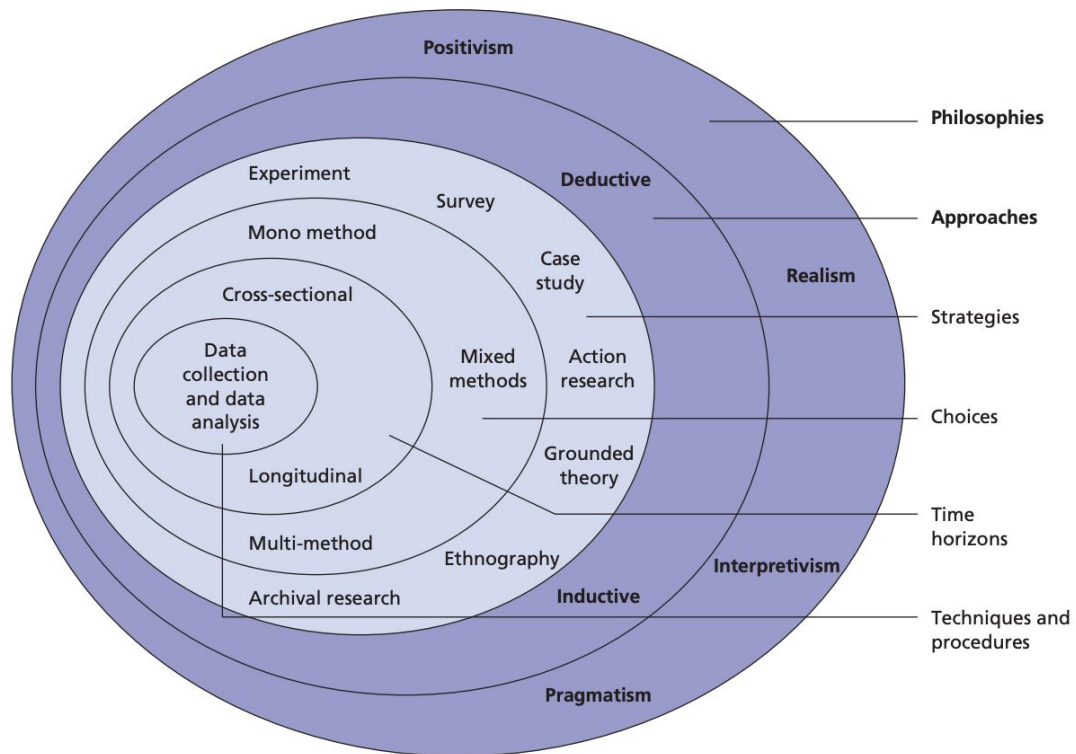 Positivism
Philosophies
Experiment
Deductive
Survey
Approaches
Mono method
Case
study
Realism
Cross-sectional
Strategies
Data
collection
and data
analysis
Mixed
methods
Action
research
Choices
Longitudinal
Grounded
theory
Time
horizons
Multi-method
Ethnography
Interpretivism
Archival research
Inductive
Techniques and
procedures
Pragmatism